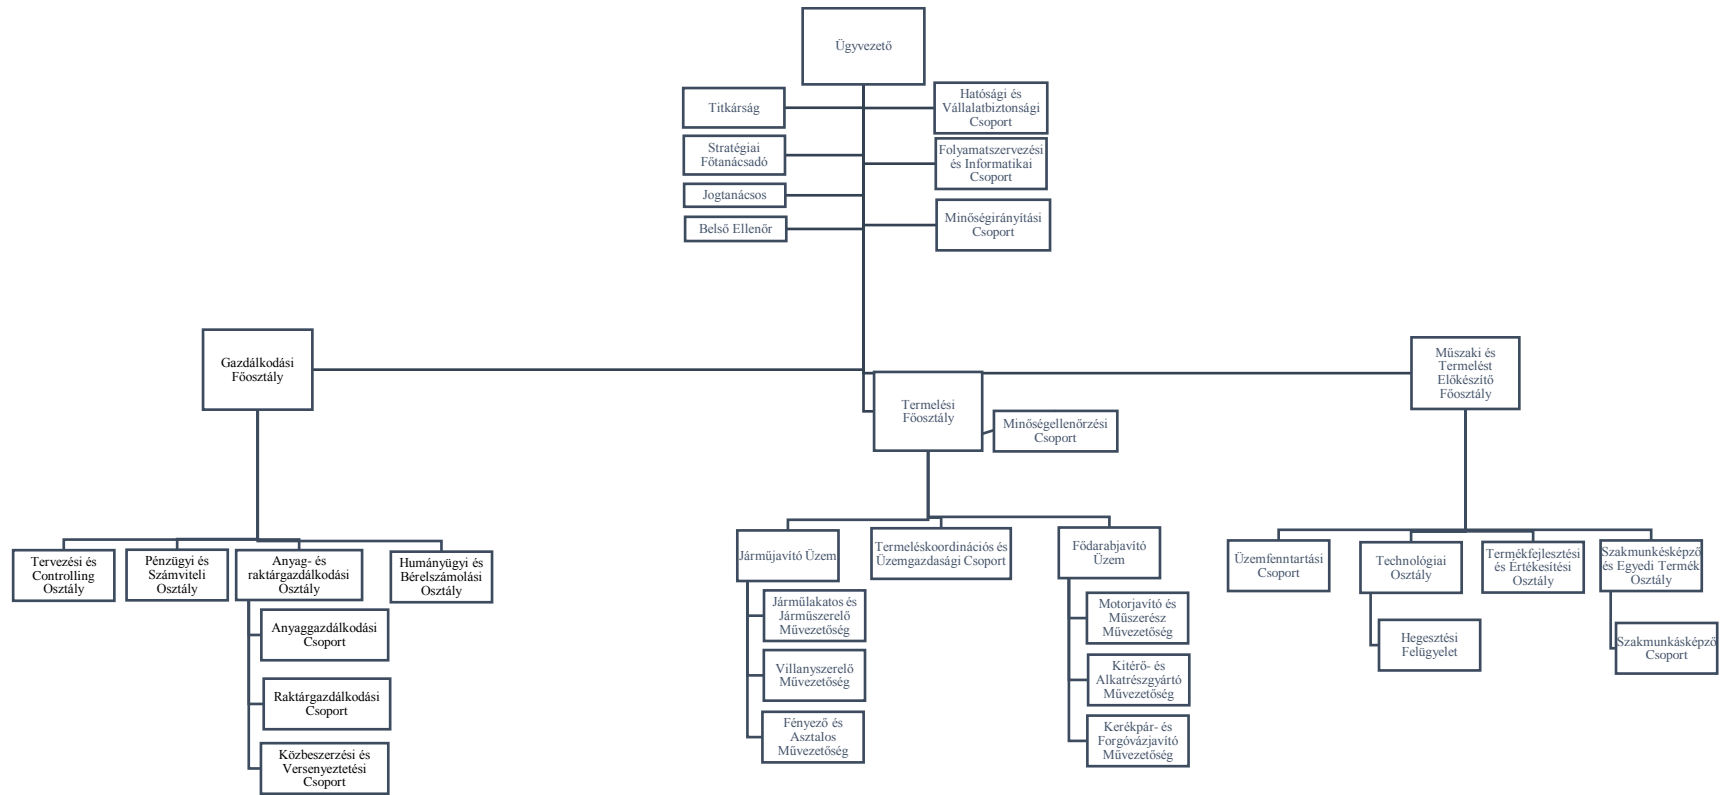 Ügyvezető
Titkárság
Hatósági és
Vállalatbiztonsági
Csoport
Stratégiai
Főtanácsadó
Folyamatszervezési
és Informatikai
Csoport
Jogtanácsos
Belső Ellenőr
Minőségirányítási
Csoport
Gazdálkodási
Főosztály
Termelési
Főosztály
Minőségellenőrzési
Csoport
Műszaki és
Termelést
Előkészítő
Főosztály
Tervezési és
Controlling
Osztály
Pénzügyi és
Számviteli
Osztály
Anyag- és
raktárgazdálkodási
Osztály
Humányügyi és
Bérelszámolási
Osztály
Anyaggazdálkodási
Csoport
Raktárgazdálkodási
Csoport
Közbeszerzési és
Versenyeztetési
Csoport
Járműjavító Üzem
Termeléskoordinációs és
Üzemgazdasági Csoport
Fődarabjavító
Üzem
Járműlakatos és
Járműszerelő
Művezetőség
Villanyszerelő
Művezetőség
Fényező és
Asztalos
Művezetőség
Motorjavító és
Műszerész
Művezetőség
Kitérő- és
Alkatrészgyártó
Művezetőség
Kerékpár- és
Forgóvázjavító
Művezetőség
Üzemfenntartási
Csoport
Technológiai
Osztály
Termékfejlesztési
és Értékesítési
Osztály
Szakmunkésképző
és Egyedi Termék
Osztály
Hegesztési
Felügyelet
Szakmunkásképző
Csoport